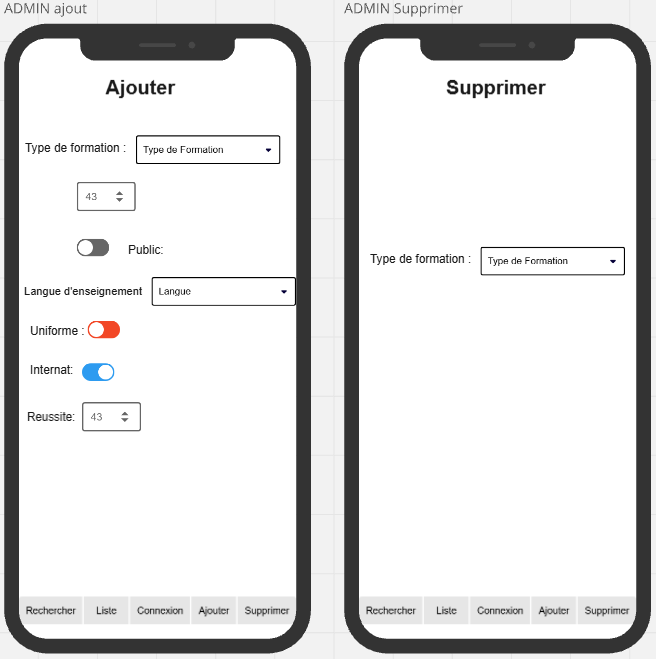 ADMIN ajout
Ajouter
Type de formation : Type de Formation
43
Public:
Langue d'enseignement Langue
Uniforme :
Internat:
Reussite: 43
Rechercher Liste Connexion Ajouter Supprimer
ADMIN Supprimer
Supprimer
Type de formation : Type de Formation
Rechercher Liste Connexion Ajouter Supprimer